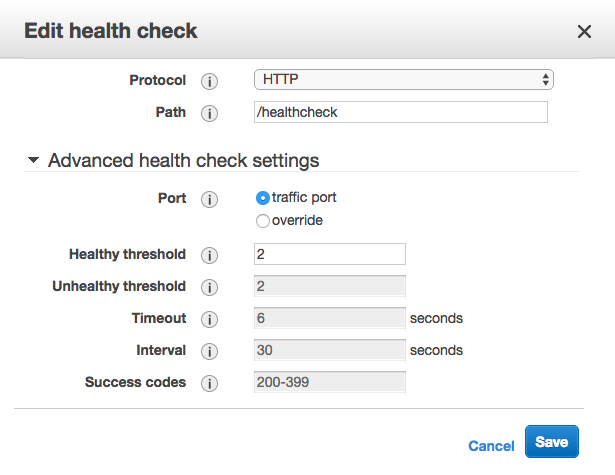 Edit health check
Protocol HTTP
Path /healthcheck
Advanced health check settings
Port traffic port
override
Healthy threshold 2
Unhealthy threshold 2
Timeout 6 seconds
Interval 30 seconds
Success codes 200-399
Cancel Save